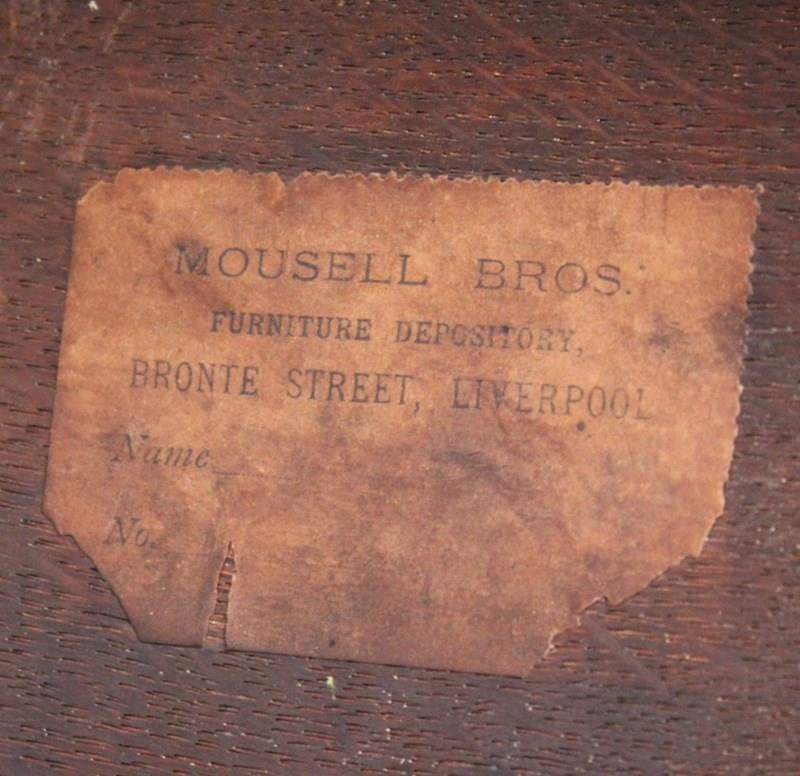 MOUSELL BROS.
FURNITURE DEPOSITORY,
BRONTE STREET, LIVERPOOL
Name
No.